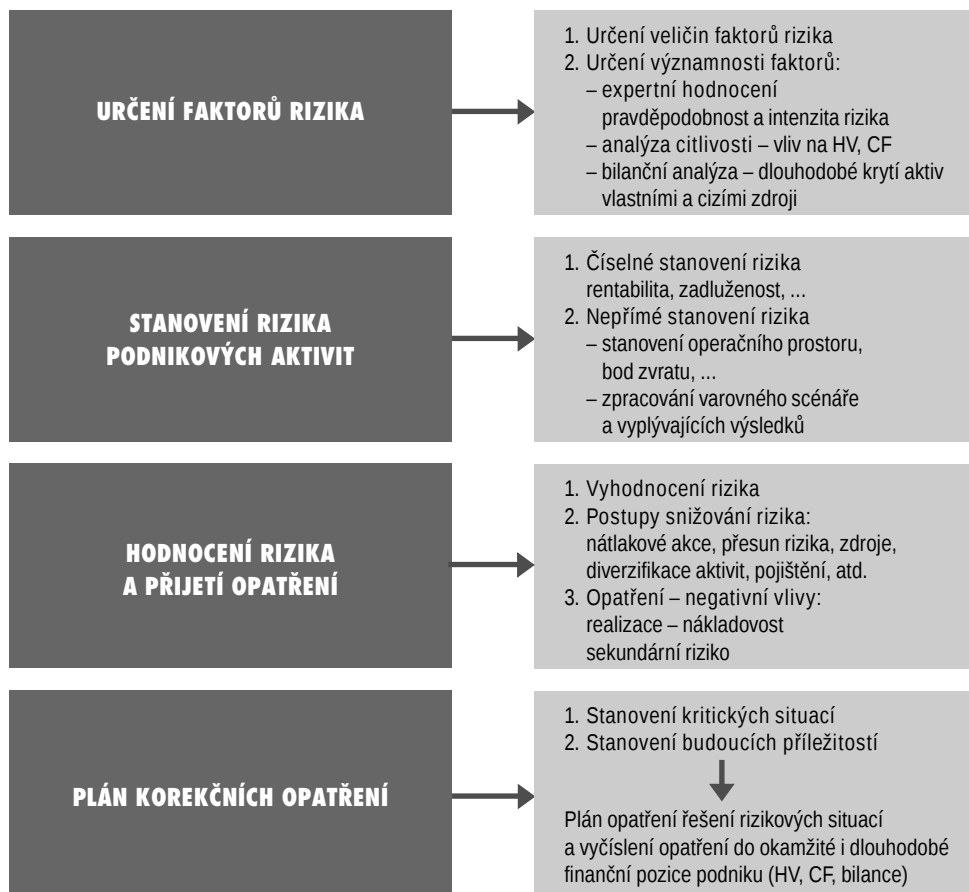 URČENÍ FAKTORŮ RIZIKA
1. Určení veličin faktorů rizika
2. Určení významnosti faktorů:
– expertní hodnocení
pravděpodobnost a intenzita rizika
– analýza citlivosti – vliv na HV, CF
– bilanční analýza – dlouhodobé krytí aktiv
vlastními a cizími zdroji
STANOVENÍ RIZIKA
PODNIKOVÝCH AKTIVIT
1. Číselné stanovení rizika
rentabilita, zadluženost, ...
2. Nepřímé stanovení rizika
– stanovení operačního prostoru,
bod zvratu, ...
– zpracování varovného scénáře
a vyplývajících výsledků
HODNOCENÍ RIZIKA
A PŘIJETÍ OPATŘENÍ
1. Vyhodnocení rizika
2. Postupy snižování rizika:
nátlakové akce, přesun rizika, zdroje,
diverzifikace aktivit, pojištění, atd.
3. Opatření – negativní vlivy:
realizace – nákladovost
sekundární riziko
PLÁN KOREKČNÍCH OPATŘENÍ
1. Stanovení kritických situací
2. Stanovení budoucích příležitostí
Plán opatření řešení rizikových situací
a vyčíslení opatření do okamžité i dlouhodobé
finanční pozice podniku (HV, CF, bilance)